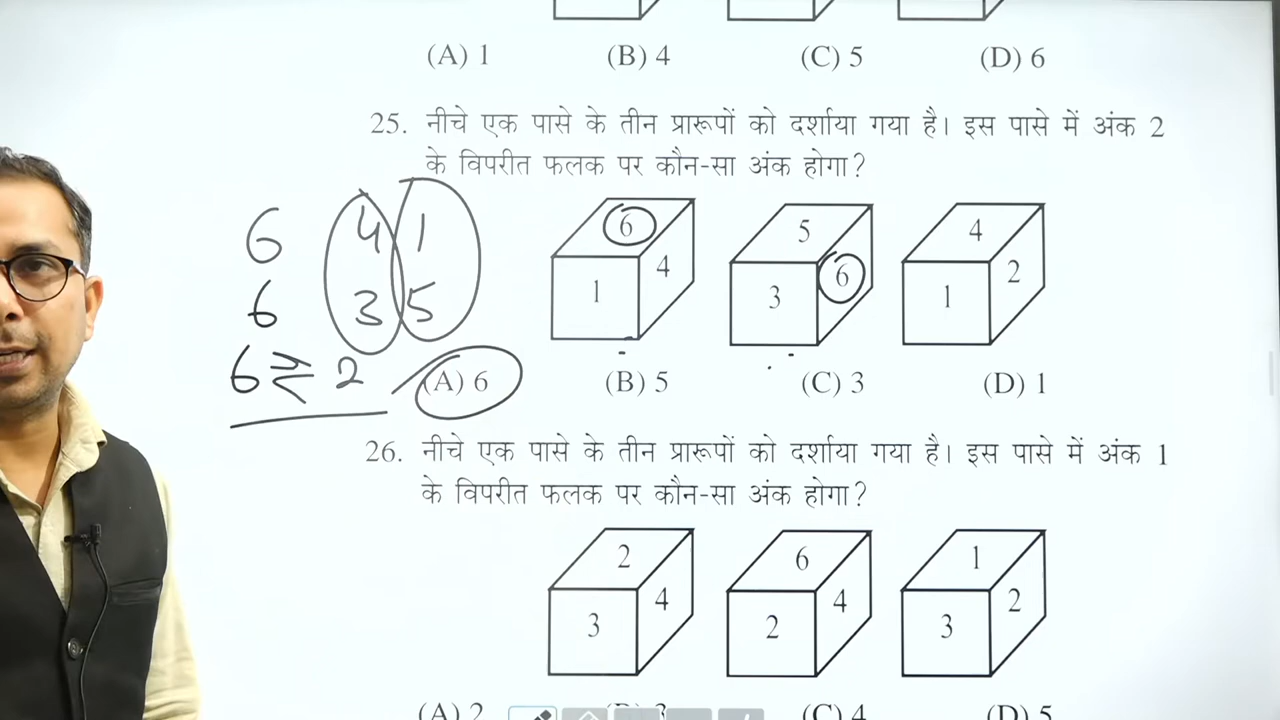 (A) 1 (B) 4 (C) 5 (D) 6
25. नीचे एक पासे के तीन प्रारूपों को दर्शाया गया है। इस पासे में अंक 2
के विपरीत फलक पर कौन-सा अंक होगा?
6 4 1
6 3 5
6 2
6 1 4
5 3 6
4 1 2
(A) 6 (B) 5 (C) 3 (D) 1
26. नीचे एक पासे के तीन प्रारूपों को दर्शाया गया है। इस पासे में अंक 1
के विपरीत फलक पर कौन-सा अंक होगा?
2 3 4
6 2 4
1 3 2
(A) 2 (C) 4 (D) 5